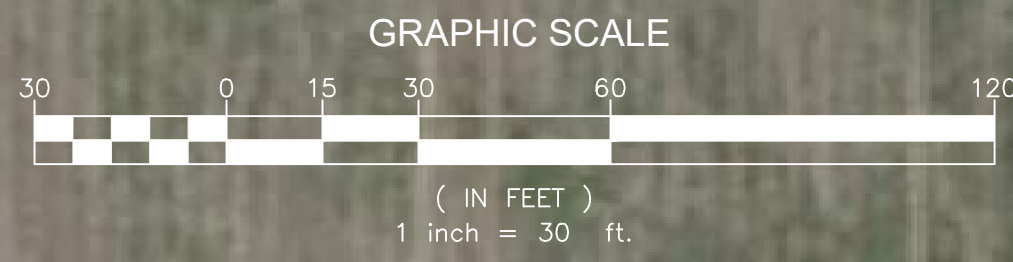 GRAPHIC SCALE
30 0 15 30 60 120
( IN FEET )
1 inch = 30 ft.